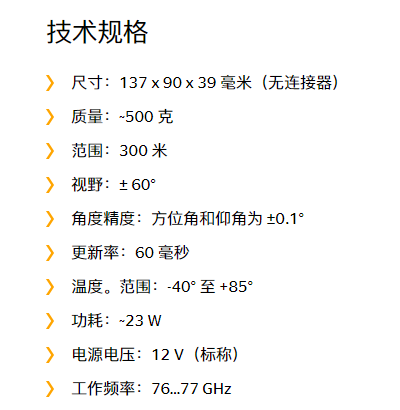 技术规格
尺寸：137 x 90 x 39 毫米（无连接器）
质量：~500 克
范围：300 米
视野：± 60°
角度精度：方位角和仰角为 ±0.1°
更新率：60 毫秒
温度。范围：-40° 至 +85°
功耗：~23 W
电源电压：12 V（标称）
工作频率：76...77 GHz